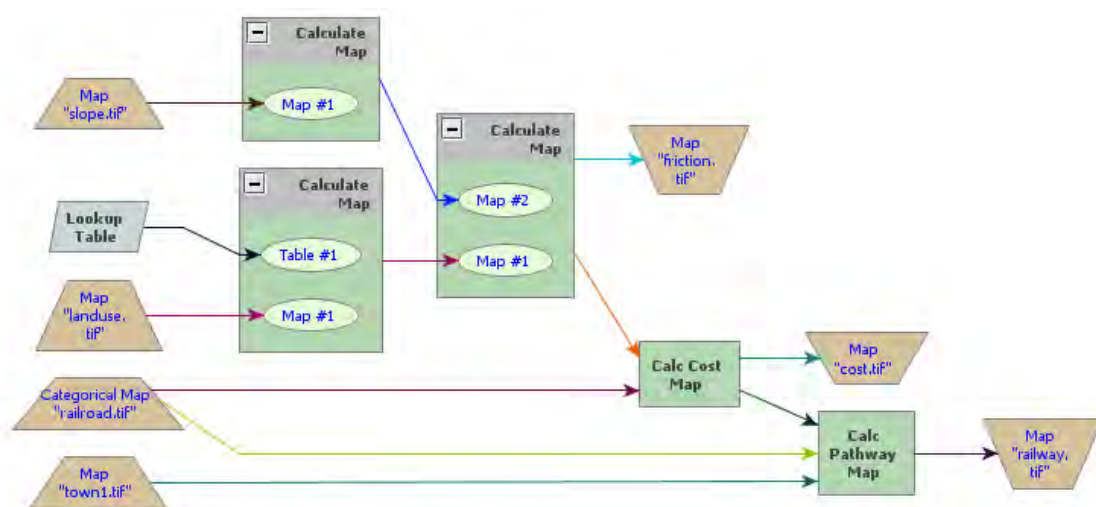 Calculate
Map
Map #1
Map
"slope.tif"
Calculate
Map
Map #2
Map #1
Map
"friction.
tif"
Calculate
Map
Table #1
Map #1
Lookup
Table
Map
"landuse.
tif"
Calc Cost
Map
Map
"cost.tif"
Categorical Map
"railroad.tif"
Calc
Pathway
Map
Map
"railway.
tif"
Map
"town1.tif"